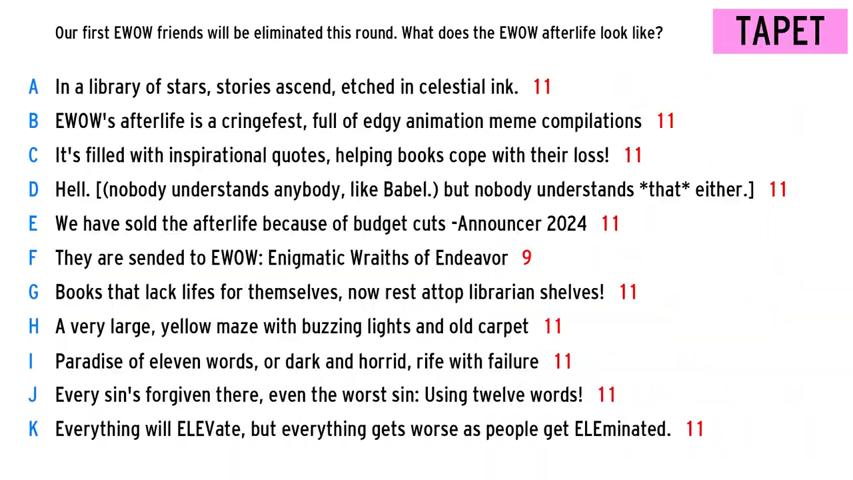 Our first EWOW friends will be eliminated this round. What does the EWOW afterlife look like?
TAPET
A In a library of stars, stories ascend, etched in celestial ink. 11
B EWOW's afterlife is a cringefest, full of edgy animation meme compilations 11
C It's filled with inspirational quotes, helping books cope with their loss! 11
D Hell. [(nobody understands anybody, like Babel.) but nobody understands *that* either.] 11
E We have sold the afterlife because of budget cuts -Announcer 2024 11
F They are sended to EWOW: Enigmatic Wraiths of Endeavor 9
G Books that lack lifes for themselves, now rest attop librarian shelves! 11
H A very large, yellow maze with buzzing lights and old carpet 11
I Paradise of eleven words, or dark and horrid, rife with failure 11
J Every sin's forgiven there, even the worst sin: Using twelve words! 11
K Everything will ELEVate, but everything gets worse as people get ELEminated. 11